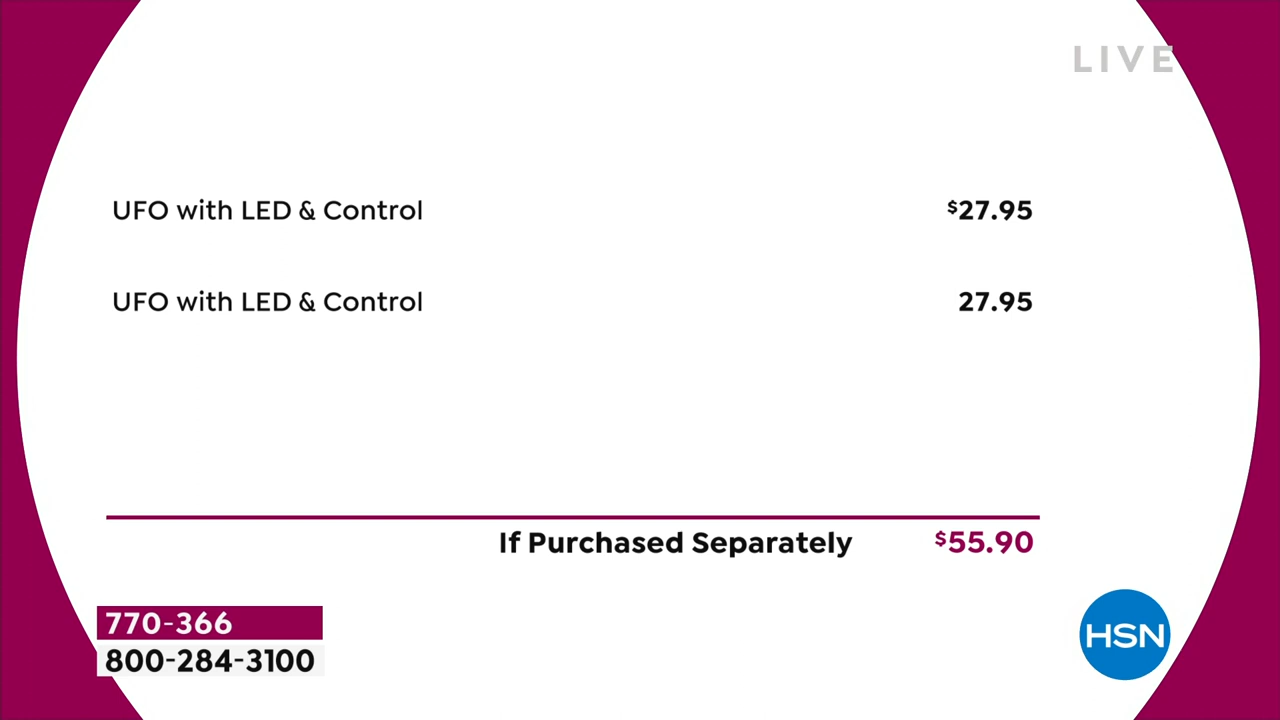 LIVE
UFO with LED & Control $27.95
UFO with LED & Control 27.95
If Purchased Separately $55.90
770-366
800-284-3100
HSN